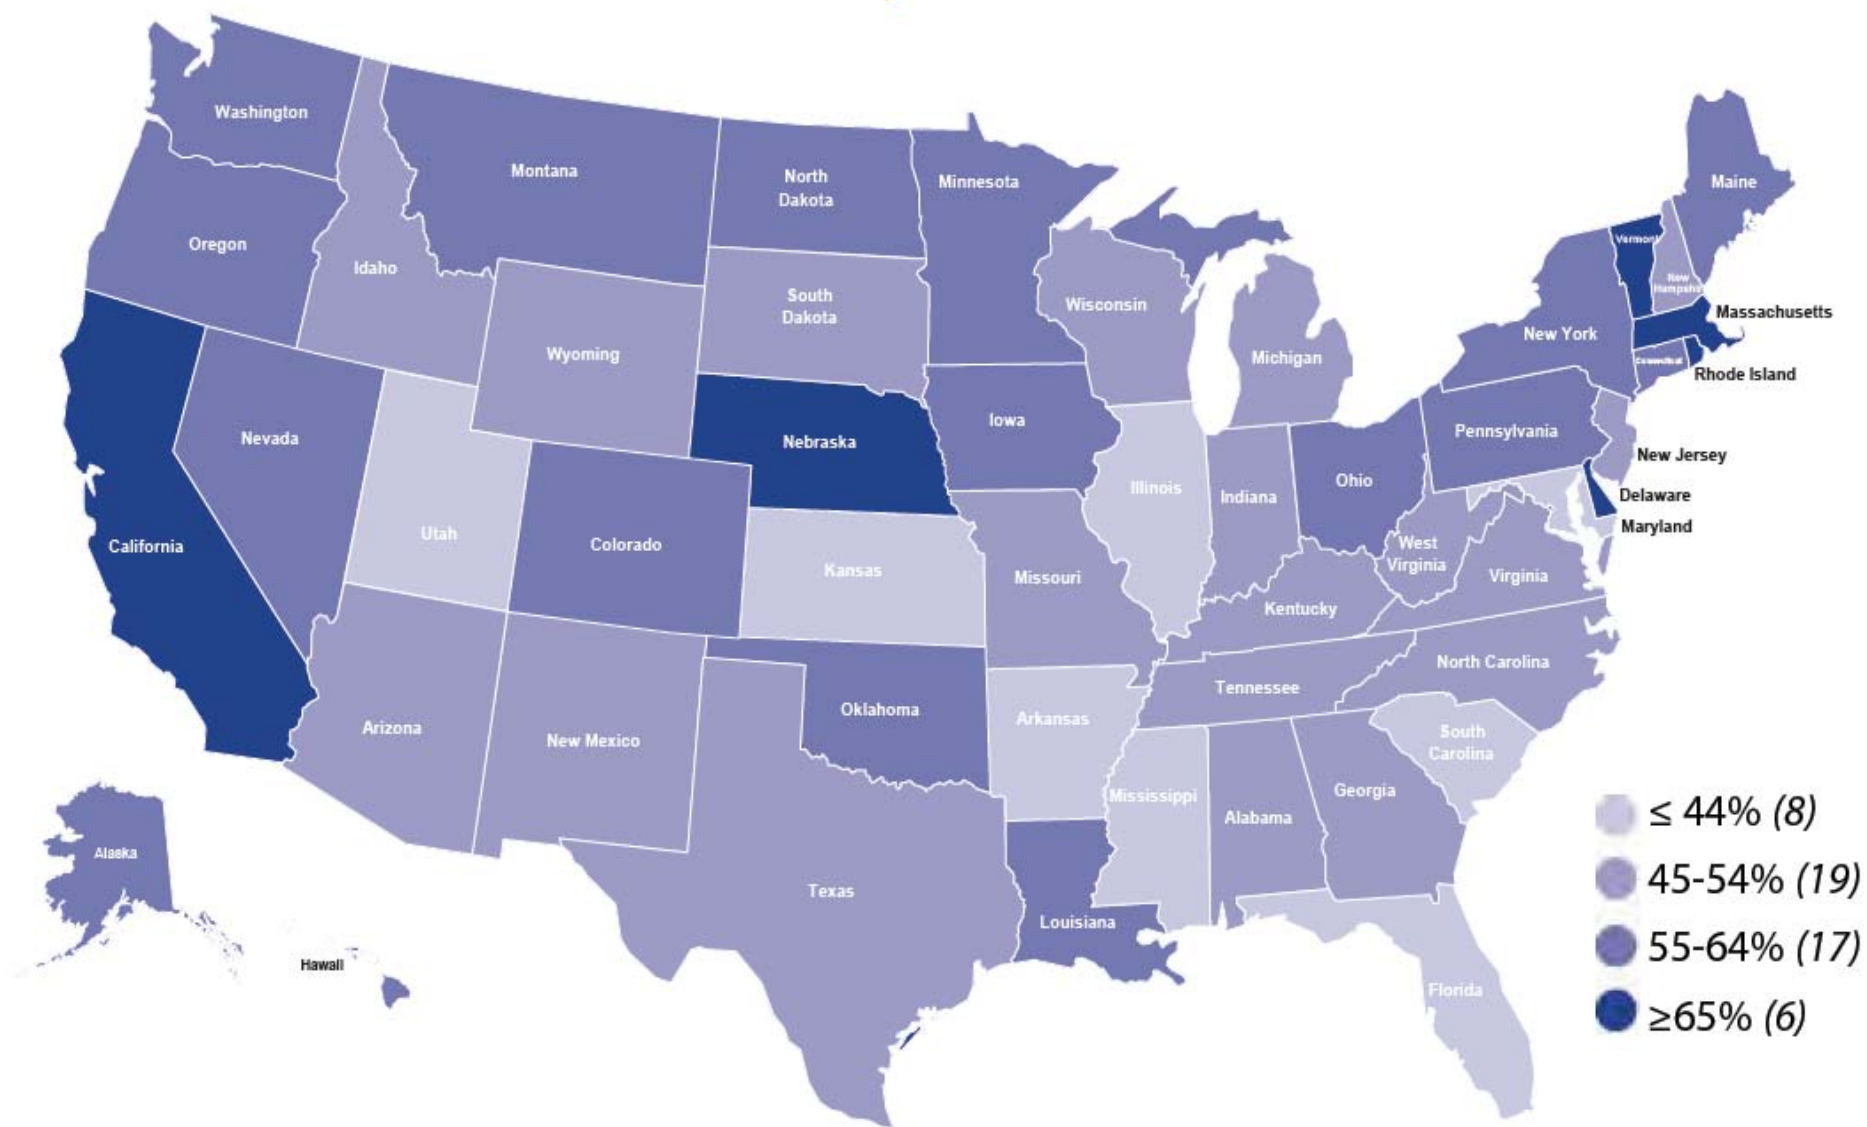 Washington
Montana
North
Dakota
Minnesota
Maine
Oregon
Idaho
Vermont
New
Hampshire
South
Dakota
Wisconsin
Massachusetts
New York
Wyoming
Michigan
Connecticut
Rhode Island
Nevada
Nebraska
Iowa
Pennsylvania
New Jersey
Illinois
Indiana
Ohio
Delaware
Maryland
California
Utah
Colorado
Kansas
Missouri
West
Virginia
Virginia
Kentucky
North Carolina
Tennessee
Arizona
New Mexico
Oklahoma
Arkansas
South
Carolina
Mississippi
Alabama
Georgia
≤ 44% (8)
Alaska
Texas
45-54% (19)
Louisiana
55-64% (17)
Hawaii
Florida
≥65% (6)